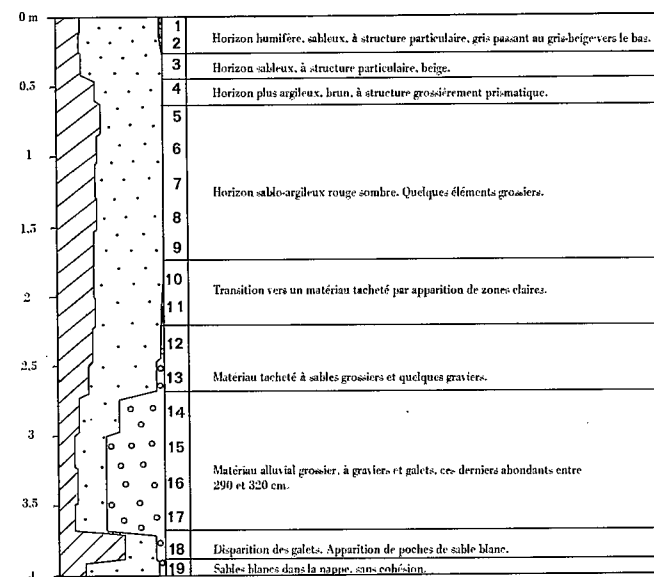 0 m
1
2
Horizon humifère, sableux, à structure particulaire, gris passant au gris-beige vers le bas.
3
Horizon sableux, à structure particulaire, beige.
0.5
4
Horizon plus argileux, brun, à structure grossièrement prismatique.
5
6
1
7
Horizon sablo-argileux rouge sombre. Quelques éléments grossiers.
8
1.5
9
10
Transition vers un matériau tacheté par apparition de zones claires.
2
11
12
2.5
13
Matériau tacheté à sables grossiers et quelques graviers.
14
3
15
Matériau alluvial grossier, à graviers et galets, ces derniers abondants entre
16
290 et 320 cm.
3.5
17
18
Disparition des galets. Apparition de poches de sable blanc.
19
Sables blancs dans la nappe, sans cohésion.